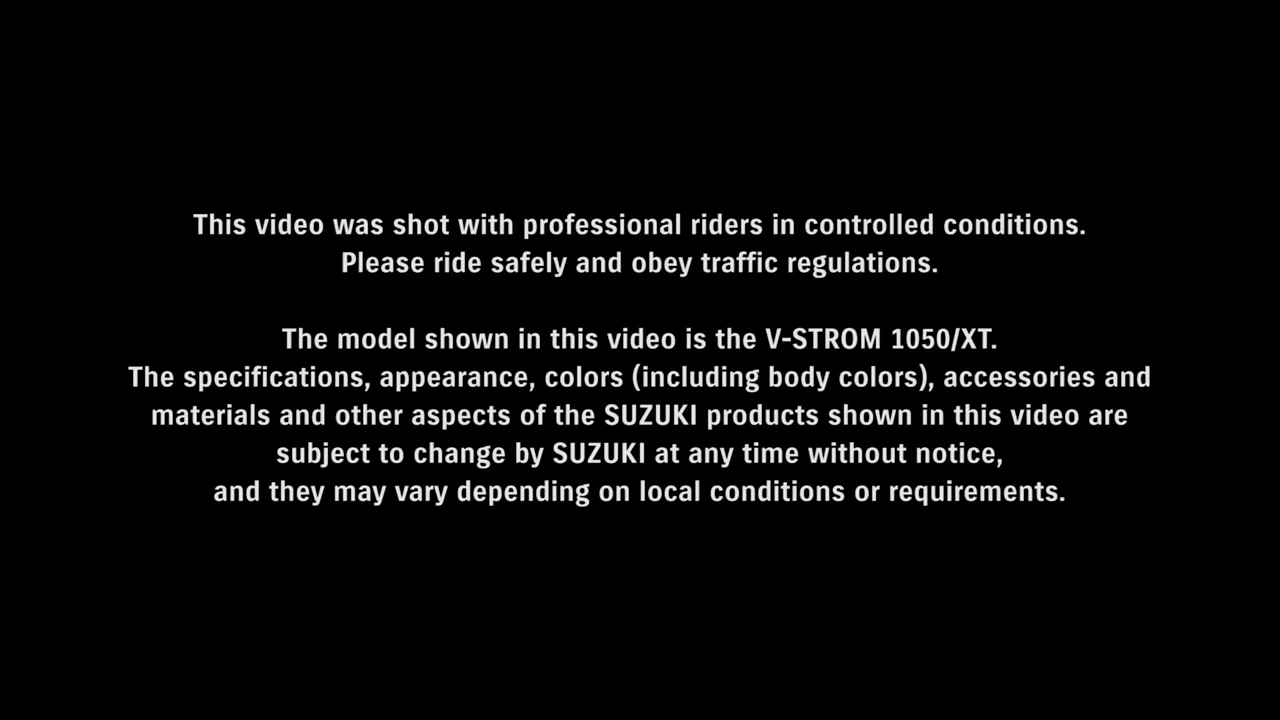 This video was shot with professional riders in controlled conditions.
Please ride safely and obey traffic regulations.
The model shown in this video is the V-STROM 1050/XT.
The specifications, appearance, colors (including body colors), accessories and
materials and other aspects of the SUZUKI products shown in this video are
subject to change by SUZUKI at any time without notice,
and they may vary depending on local conditions or requirements.